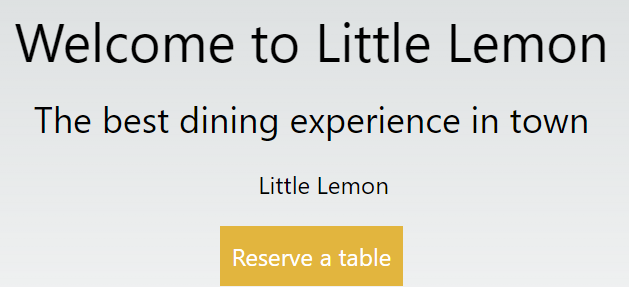 Welcome to Little Lemon
The best dining experience in town
Little Lemon
Reserve a table